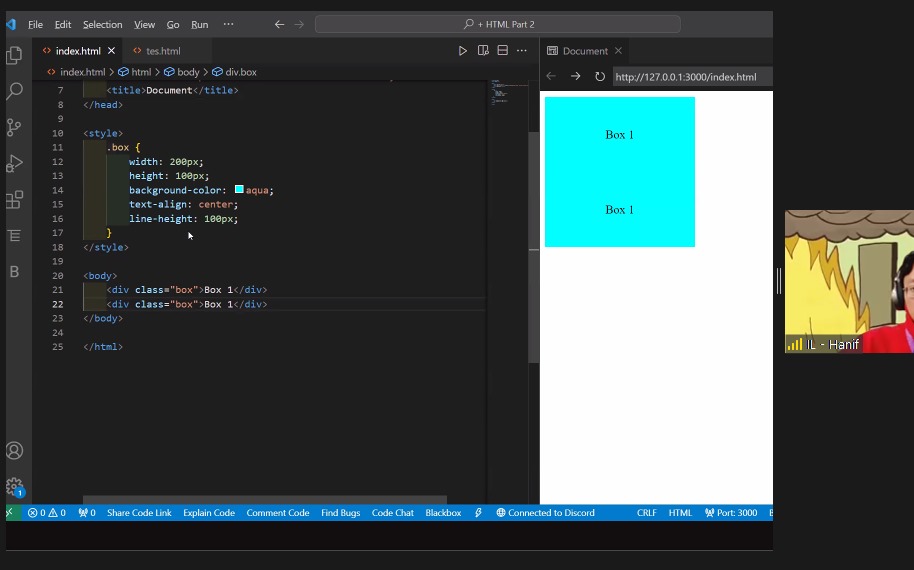 File Edit Selection View Go Run ··· + HTML Part 2
index.html tes.html Document
index.html > html > body > div.box http://127.0.0.1:3000/index.html
7 <title>Document</title>
8 </head>
9
10 <style>
11 .box {
12 width: 200px;
13 height: 100px;
14 background-color: aqua;
15 text-align: center;
16 line-height: 100px;
17 }
18 </style>
19
20 <body>
21 <div class="box">Box 1</div>
22 <div class="box">Box 1</div>
23 </body>
24
25 </html>
Box 1
Box 1
B
IL - Hanif
1
0 0 0 Share Code Link Explain Code Comment Code Find Bugs Code Chat Blackbox Connected to Discord CRLF HTML Port: 3000